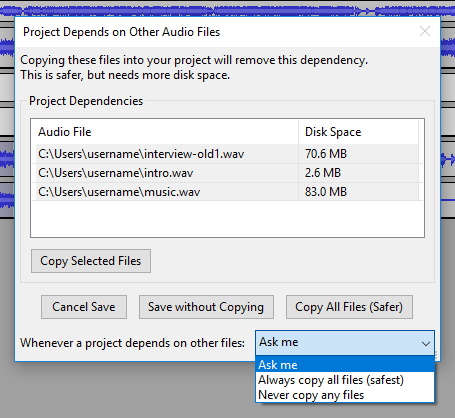 Project Depends on Other Audio Files
Copying these files into your project will remove this dependency.
This is safer, but needs more disk space.
Project Dependencies
Audio File Disk Space
C:\Users\username\interview-old1.wav 70.6 MB
C:\Users\username\intro.wav 2.6 MB
C:\Users\username\music.wav 83.0 MB
Copy Selected Files
Cancel Save Save without Copying Copy All Files (Safer)
Whenever a project depends on other files: Ask me
Ask me
Always copy all files (safest)
Never copy any files